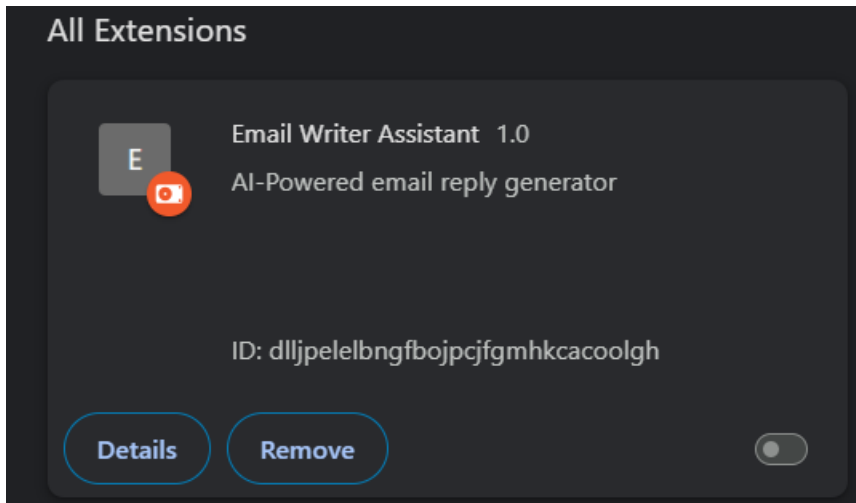 All Extensions
E
Email Writer Assistant 1.0
AI-Powered email reply generator
ID: dlljpelelbngfbojpcjfgmhkcacoolgh
Details
Remove